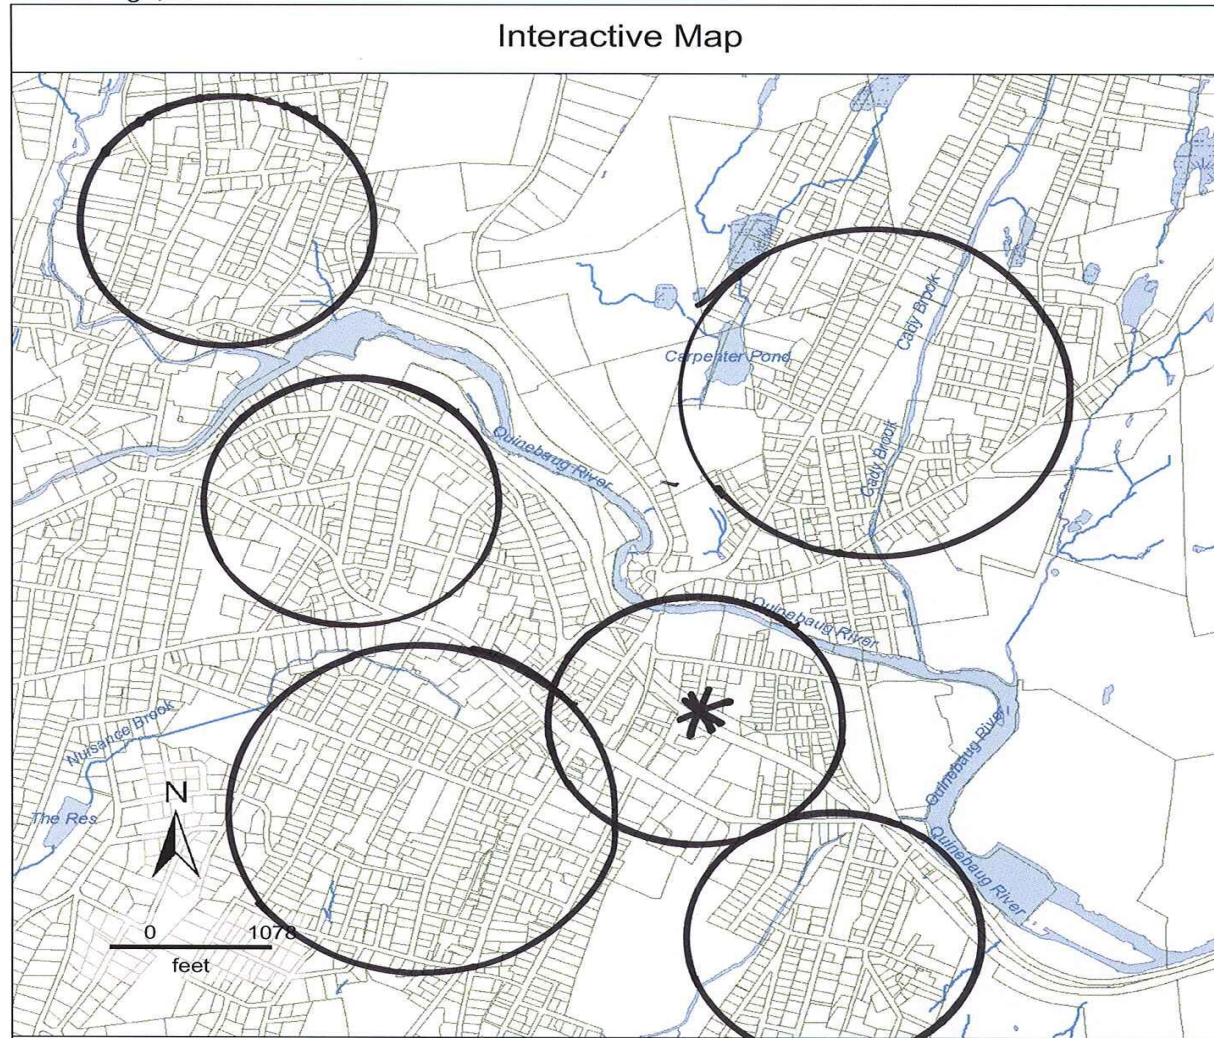 Interactive Map
Cady Brook
Carpenter Pond
Cady Brook
Quinebaug River
Quinebaug River
Nuisance Brook
Quinebaug River
N
The Res
Quinebaug River
0 1078
feet